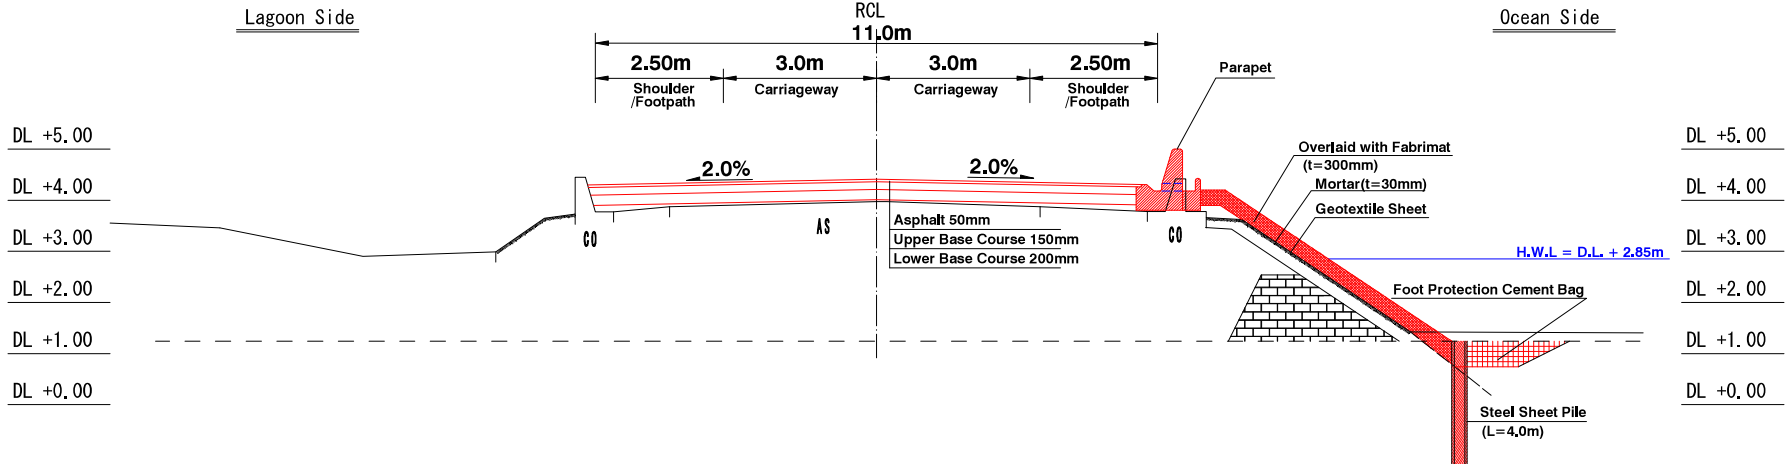 Lagoon Side
RCL
Ocean Side
11.0m
2.50m
3.0m
3.0m
2.50m
Shoulder
/Footpath
Carriageway
Carriageway
Shoulder
/Footpath
Parapet
DL +5.00
DL +5.00
Overlaid with Fabrimat
(t=300mm)
2.0%
2.0%
DL +4.00
Mortar(t=30mm)
DL +4.00
Geotextile Sheet
Asphalt 50mm
AS
CO
CO
DL +3.00
Upper Base Course 150mm
DL +3.00
Lower Base Course 200mm
H.W.L = D.L. + 2.85m
DL +2.00
Foot Protection Cement Bag
DL +2.00
DL +1.00
DL +1.00
DL +0.00
DL +0.00
Steel Sheet Pile
(L=4.0m)